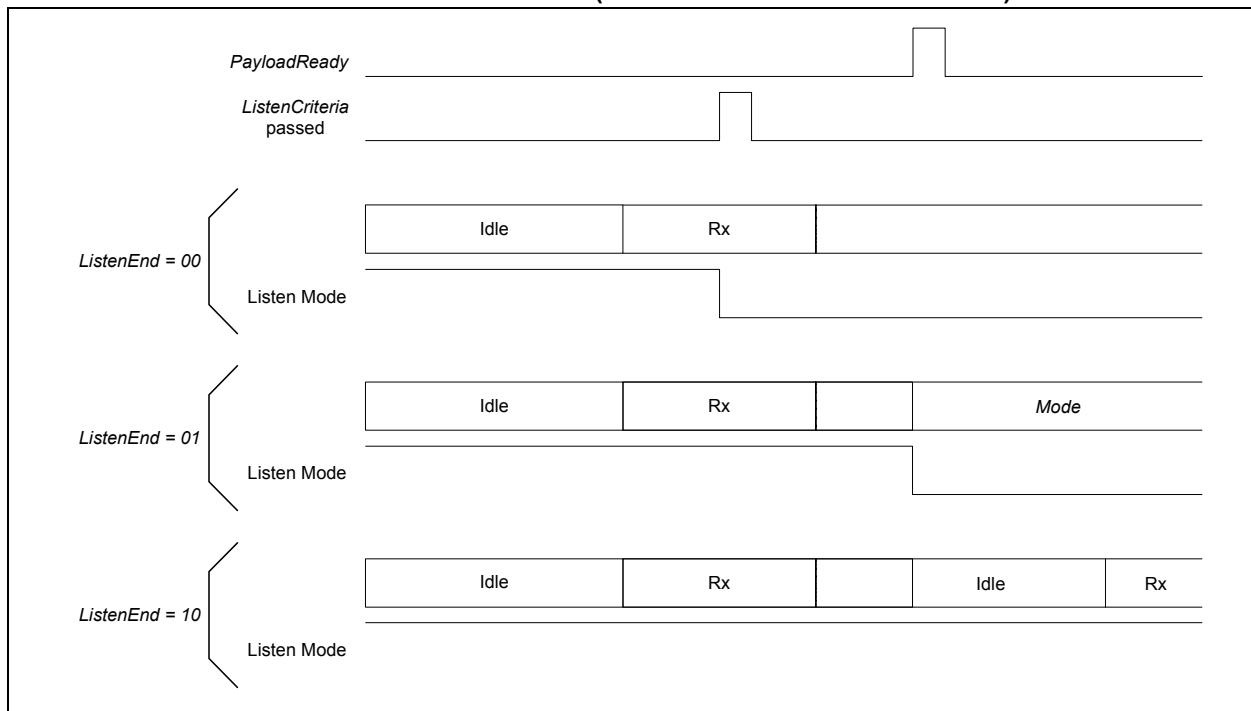 PayloadReady
ListenCriteria
passed
Idle Rx
ListenEnd = 00
Listen Mode
Idle Rx Mode
ListenEnd = 01
Listen Mode
Idle Rx Idle Rx
ListenEnd = 10
Listen Mode